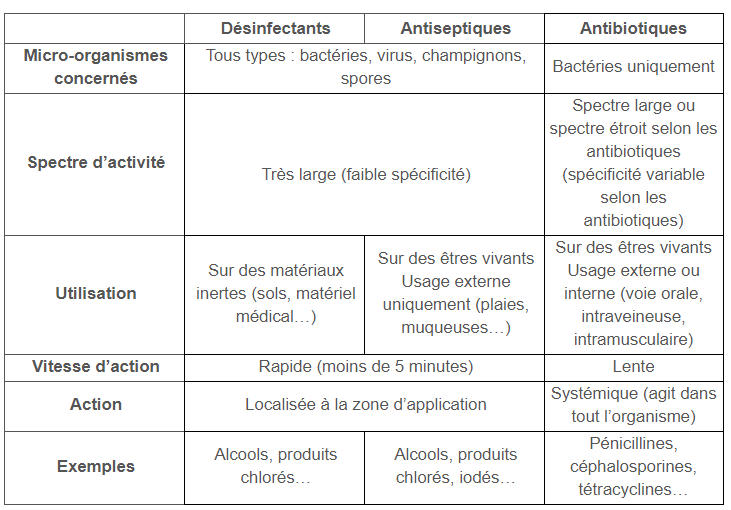 Désinfectants Antiseptiques Antibiotiques
Micro-organismes
concernés
Tous types : bactéries, virus, champignons,
spores
Bactéries uniquement
Spectre d’activité
Très large (faible spécificité)
Spectre large ou
spectre étroit selon les
antibiotiques
(spécificité variable
selon les
antibiotiques)
Utilisation
Sur des matériaux
inertes (sols, matériel
médical…)
Sur des êtres vivants
Usage externe
uniquement (plaies,
muqueuses…)
Sur des êtres vivants
Usage externe ou
interne (voie orale,
intraveineuse,
intramusculaire)
Vitesse d’action
Rapide (moins de 5 minutes)
Lente
Action
Localisée à la zone d’application
Systémique (agit dans
tout l’organisme)
Exemples
Alcools, produits
chlorés…
Alcools, produits
chlorés, iodés…
Pénicillines,
céphalosporines,
tétracyclines…